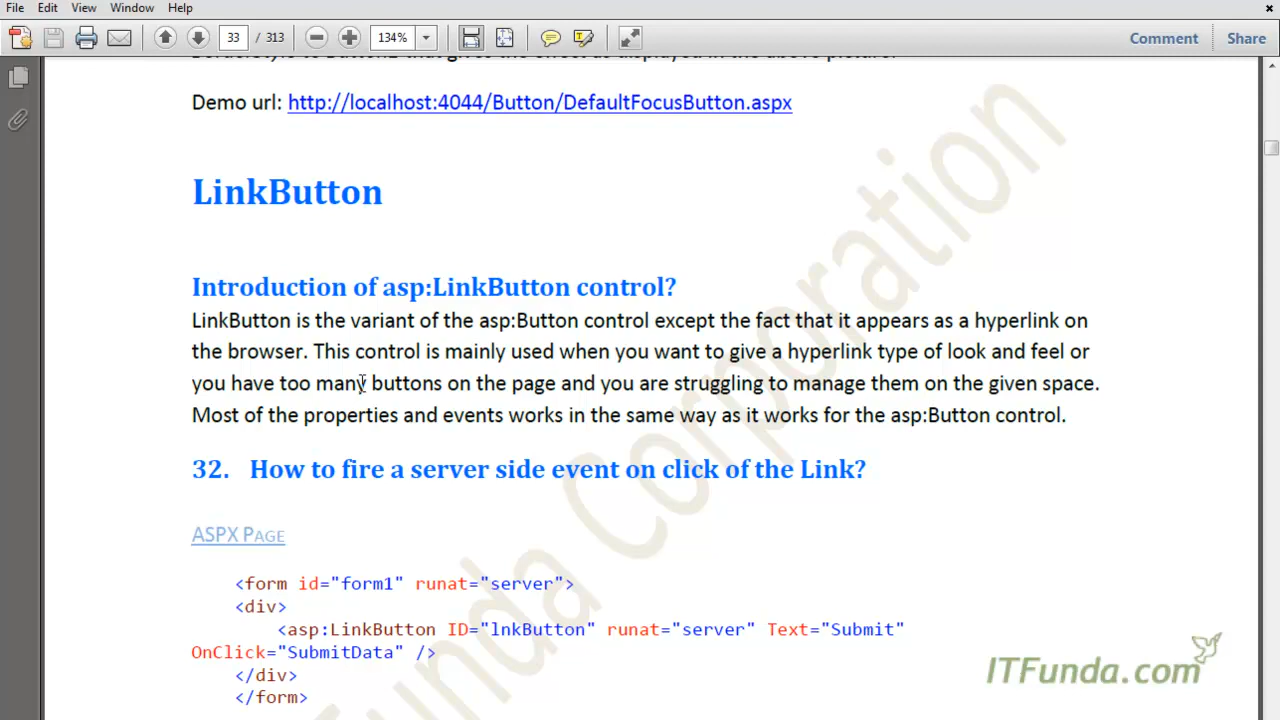 File Edit View Window Help
33 / 313 134% Comment Share
Demo url: http://localhost:4044/Button/DefaultFocusButton.aspx
LinkButton
Introduction of asp:LinkButton control?
LinkButton is the variant of the asp:Button control except the fact that it appears as a hyperlink on
the browser. This control is mainly used when you want to give a hyperlink type of look and feel or
you have too many buttons on the page and you are struggling to manage them on the given space.
Most of the properties and events works in the same way as it works for the asp:Button control.
32. How to fire a server side event on click of the Link?
ASPX PAGE
<form id="form1" runat="server">
<div>
<asp:LinkButton ID="lnkButton" runat="server" Text="Submit"
OnClick="SubmitData" />
</div>
</form>
Corporation
ITFunda.com